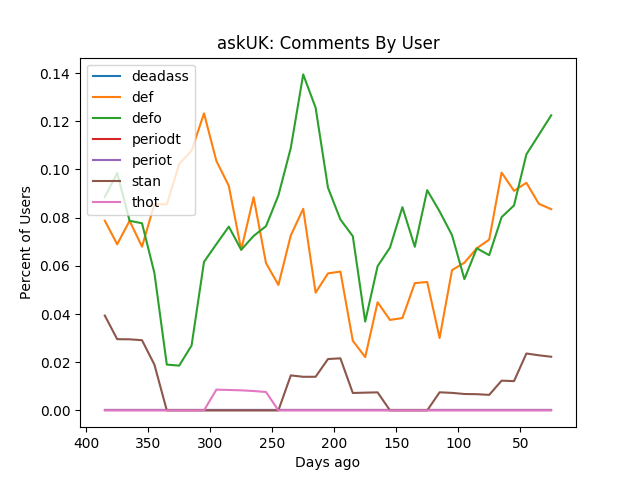 askUK: Comments By User
deadass
def
defo
periodt
periot
stan
thot
Percent of Users
0.14
0.12
0.10
0.08
0.06
0.04
0.02
0.00
400 350 300 250 200 150 100 50
Days ago